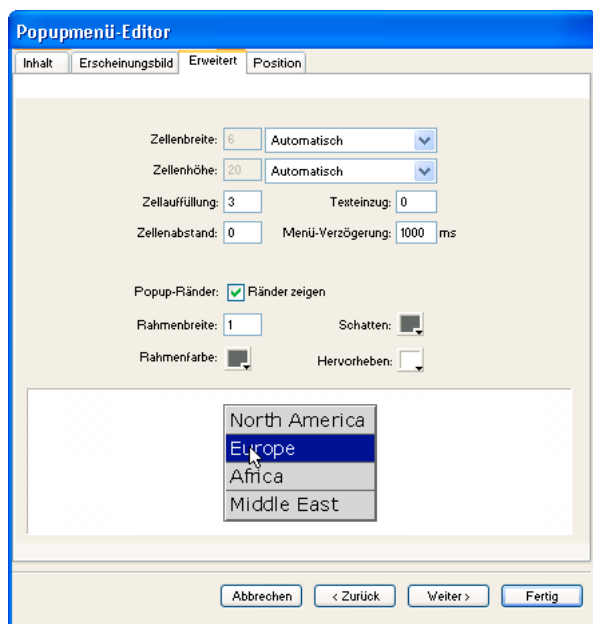 Popupmenü-Editor
Inhalt Erscheinungsbild Erweitert Position
Zellenbreite: 6 Automatisch
Zellenhöhe: 20 Automatisch
Zellauffüllung: 3 Texteinzug: 0
Zellenabstand: 0 Menü-Verzögerung: 1000 ms
Popup-Ränder: Ränder zeigen
Rahmenbreite: 1 Schatten:
Rahmenfarbe: Hervorheben:
North America
Europe
Africa
Middle East
Abbrechen < Zurück Weiter > Fertig